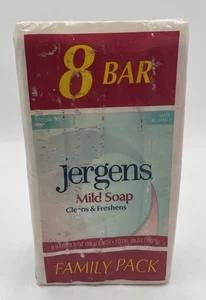 8 BAR
jergens
Mild Soap
Cleans & Freshens
FAMILY PACK